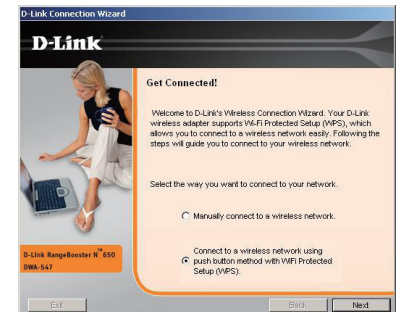 D-Link Connection Wizard
D-Link
Get Connected!
Welcome to D-Link's Wireless Connection Wizard. Your D-Link
wireless adapter supports Wi-Fi Protected Setup (WPS), which
allows you to connect to a wireless network easily. Following the
steps will guide you to connect to your wireless network.
Select the way you want to connect to your network.
Manually connect to a wireless network.
Connect to a wireless network using
push button method with WiFi Protected
Setup (WPS).
D-Link RangeBooster N™ 650
DWA-547
Exit
Back
Next